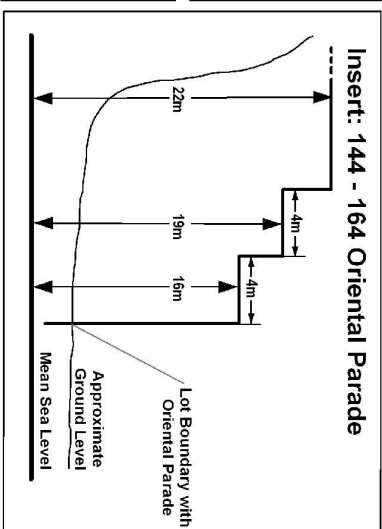 Insert: 144 - 164 Oriental Parade
4m
4m
22m
19m
16m
Lot Boundary with
Oriental Parade
Approximate
Ground Level
Mean Sea Level